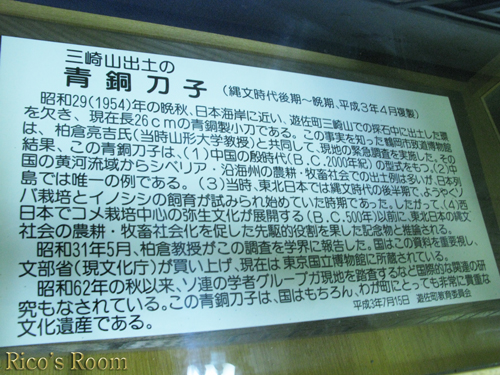 三崎山出土の
青銅刀子 (縄文時代後期~晩期、平成3年4月複製)
昭和29(1954)年の晩秋、日本海岸に近い、遊佐町三崎山での採石中に出土した環
を欠き、現在長26cmの青銅製小刀である。この事実を知った鶴岡市致道博物館
は、柏倉亮吉氏(当時山形大学教授)と共同して、現地の緊急調査を実施した。その
結果、この青銅刀子は、(1)中国の殷時代(B.C.2000年紀)の型式をもつ。(2)中
国の黄河流域からシベリア・沿海州の農耕・牧畜社会での出土例は多いが、日本列
島では唯一の例である。(3)当時、東北日本では縄文時代の後半期で、ようやくソ
バ栽培とイノシシの飼育が試みられ始めていた時期であった。したがって、(4)西
日本でコメ栽培中心の弥生文化が展開する(B.C.500年)以前に、東北日本の縄文
社会の農耕・牧畜社会化を促した先駆的役割を果した記念物と推論される。
昭和31年5月、柏倉教授がこの調査を学界に報告した。国はこの資料を重要視し、
文部省(現文化庁)が買い上げ、現在は東京国立博物館に所蔵されている。
昭和62年の秋以来、ソ連の学者グループが現地を踏査するなど国際的な関連の研
究もなされている。この青銅刀子は、国はもちろん、わが町にとっても非常に貴重な
文化遺産である。
平成3年7月15日 遊佐町教育委員会
Rico's Room